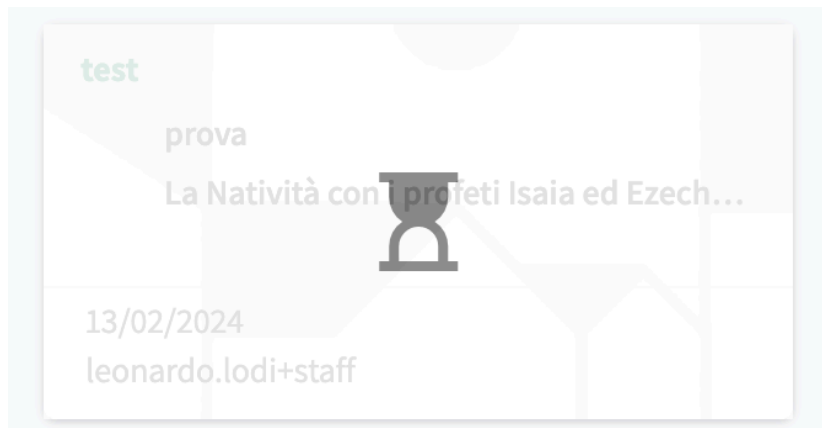 test
prova
La Natività con i profeti Isaia ed Ezech...
13/02/2024
leonardo.lodi+staff